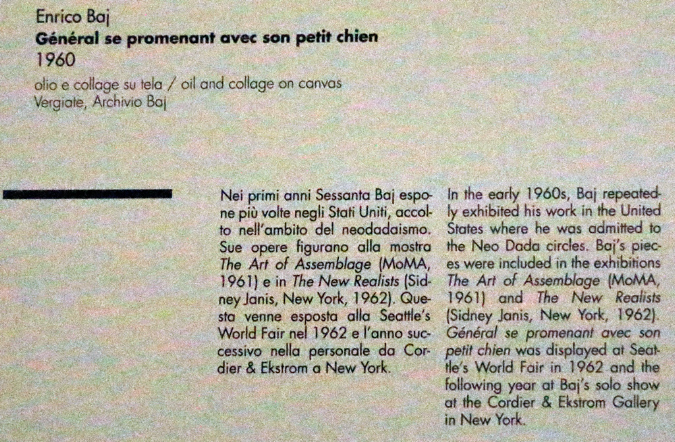 Enrico Baj
Général se promenant avec son petit chien
1960
olio e collage su tela / oil and collage on canvas
Vergiate, Archivio Baj
Nei primi anni Sessanta Baj espo-
ne più volte negli Stati Uniti, accol-
to nell'ambito del neodadaismo.
Sue opere figurano alla mostra
The Art of Assemblage (MoMA,
1961) e in The New Realists (Sid-
ney Janis, New York, 1962). Que-
sta venne esposta alla Seattle's
World Fair nel 1962 e l'anno suc-
cessivo nella personale da Cor-
dier & Ekstrom a New York.
In the early 1960s, Baj repeated-
ly exhibited his work in the United
States where he was admitted to
the Neo Dada circles. Baj's piec-
es were included in the exhibitions
The Art of Assemblage (MoMA,
1961) and The New Realists
(Sidney Janis, New York, 1962).
Général se promenant avec son
petit chien was displayed at Seat-
tle's World Fair in 1962 and the
following year at Baj's solo show
at the Cordier & Ekstrom Gallery
in New York.